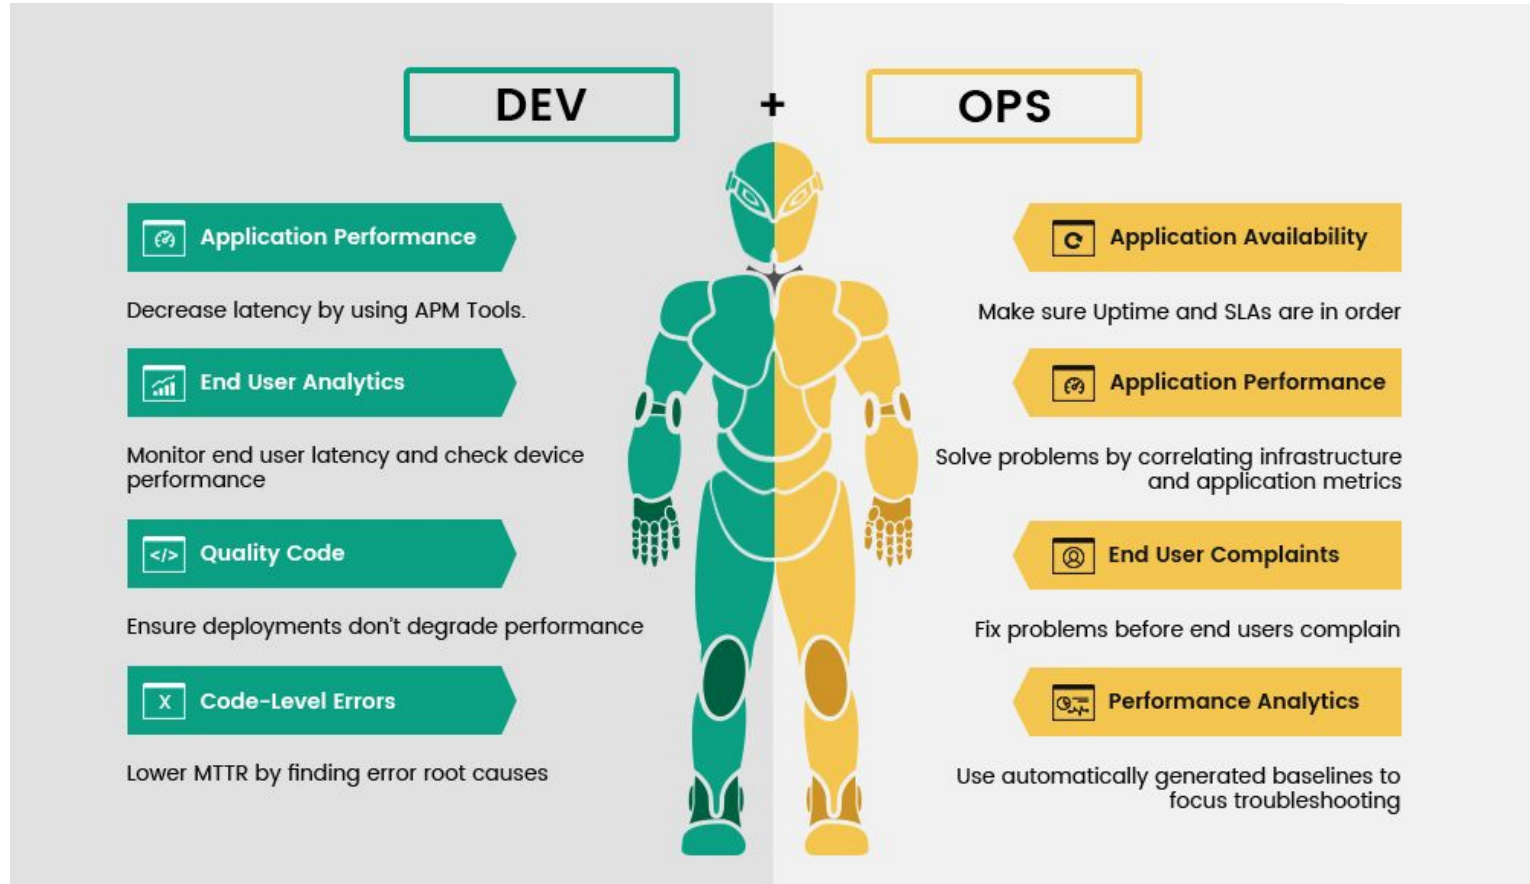 DEV
+
OPS
Application Performance
Decrease latency by using APM Tools.
End User Analytics
Monitor end user latency and check device
performance
</>
Quality Code
Ensure deployments don't degrade performance
X
Code-Level Errors
Lower MTTR by finding error root causes
Application Availability
Make sure Uptime and SLAs are in order
Application Performance
Solve problems by correlating infrastructure
and application metrics
End User Complaints
Fix problems before end users complain
Performance Analytics
Use automatically generated baselines to
focus troubleshooting